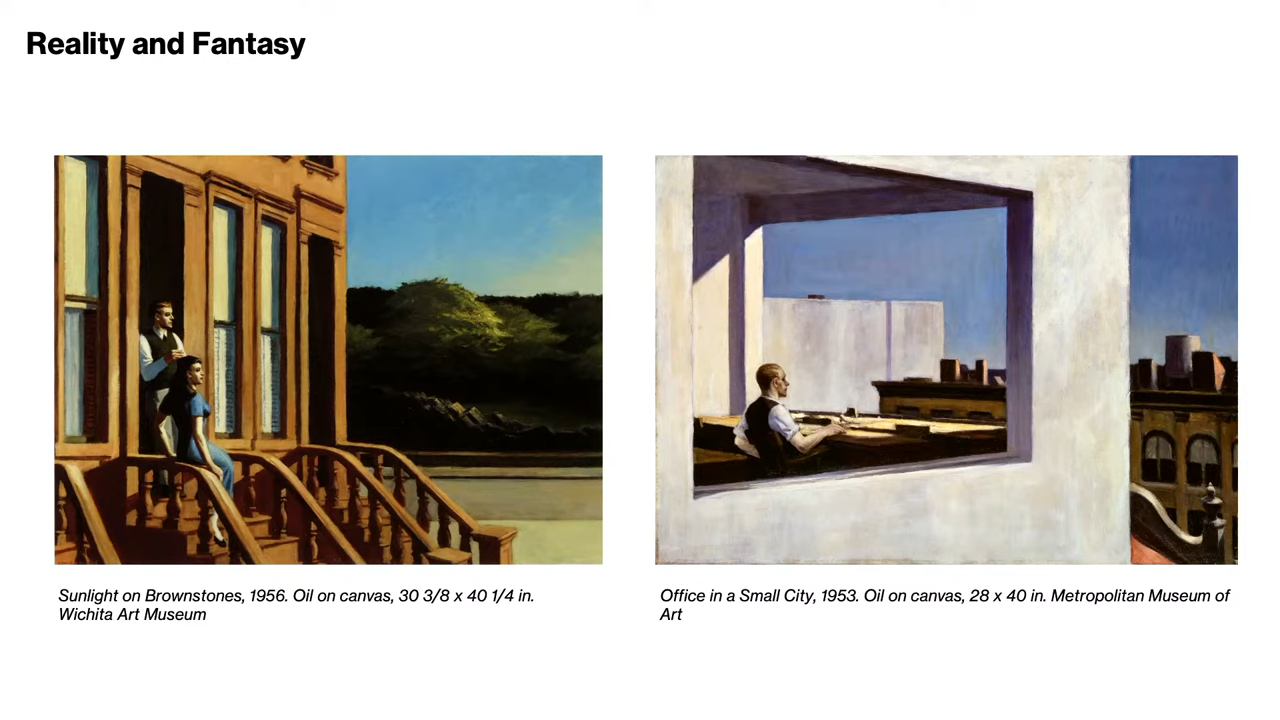 Reality and Fantasy
Sunlight on Brownstones, 1956. Oil on canvas, 30 3/8 x 40 1/4 in.
Wichita Art Museum
Office in a Small City, 1953. Oil on canvas, 28 x 40 in. Metropolitan Museum of
Art